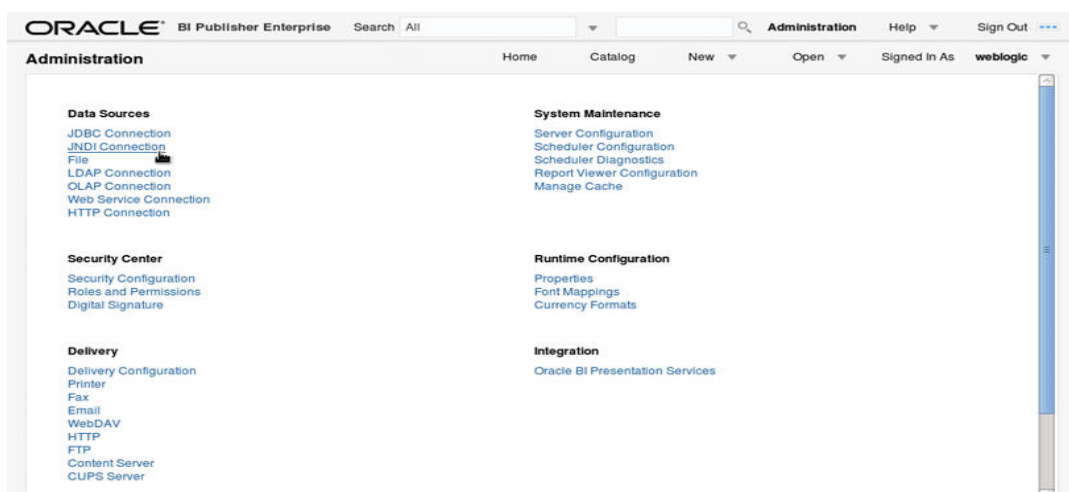 ORACLE BI Publisher Enterprise Search All Administration Help Sign Out
Administration Home Catalog New Open Signed In As weblogic
Data Sources
JDBC Connection
JNDI Connection
File
LDAP Connection
OLAP Connection
Web Service Connection
HTTP Connection
System Maintenance
Server Configuration
Scheduler Configuration
Scheduler Diagnostics
Report Viewer Configuration
Manage Cache
Security Center
Security Configuration
Roles and Permissions
Digital Signature
Runtime Configuration
Properties
Font Mappings
Currency Formats
Delivery
Delivery Configuration
Printer
Fax
Email
WebDAV
HTTP
FTP
Content Server
CUPS Server
Integration
Oracle BI Presentation Services